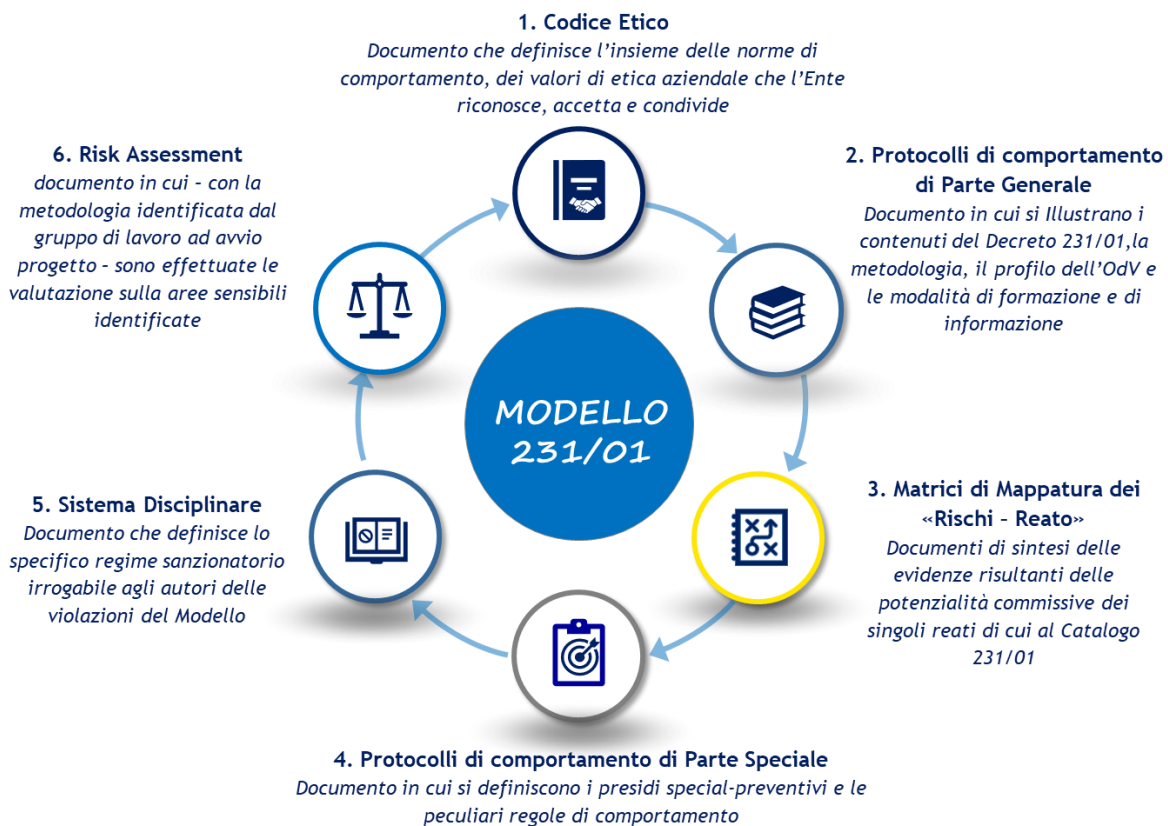 1. Codice Etico
Documento che definisce l'insieme delle norme di
comportamento, dei valori di etica aziendale che l'Ente
riconosce, accetta e condivide
2. Protocolli di comportamento
di Parte Generale
Documento in cui si Illustrano i
contenuti del Decreto 231/01,la
metodologia, il profilo dell'OdV e
le modalità di formazione e di
informazione
3. Matrici di Mappatura dei
«Rischi - Reato»
Documenti di sintesi delle
evidenze risultanti delle
potenzialità commissive dei
singoli reati di cui al Catalogo
231/01
4. Protocolli di comportamento di Parte Speciale
Documento in cui si definiscono i presidi special-preventivi e le
peculiari regole di comportamento
5. Sistema Disciplinare
Documento che definisce lo
specifico regime sanzionatorio
irrogabile agli autori delle
violazioni del Modello
6. Risk Assessment
documento in cui - con la
metodologia identificata dal
gruppo di lavoro ad avvio
progetto - sono effettuate le
valutazione sulla aree sensibili
identificate
MODELLO
231/01